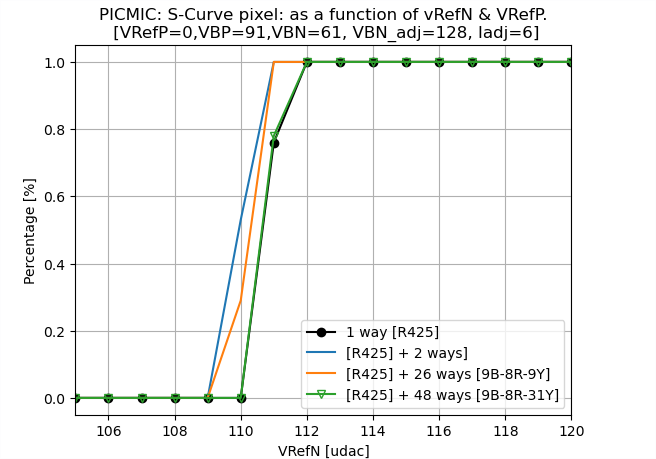 PICMIC: S-Curve pixel: as a function of vRefN & VRefP.
[VRefP=0,VBP=91,VBN=61, VBN_adj=128, Iadj=6]
1.0
0.8
0.6
0.4
0.2
0.0
Percentage [%]
1 way [R425]
[R425] + 2 ways]
[R425] + 26 ways [9B-8R-9Y]
[R425] + 48 ways [9B-8R-31Y]
106 108 110 112 114 116 118 120
VRefN [udac]